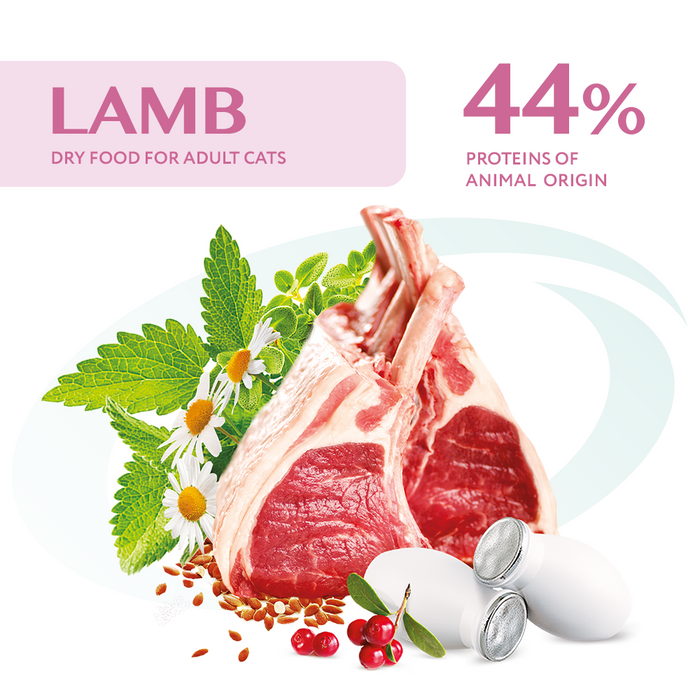 LAMB
DRY FOOD FOR ADULT CATS
44%
PROTEINS OF
ANIMAL ORIGIN